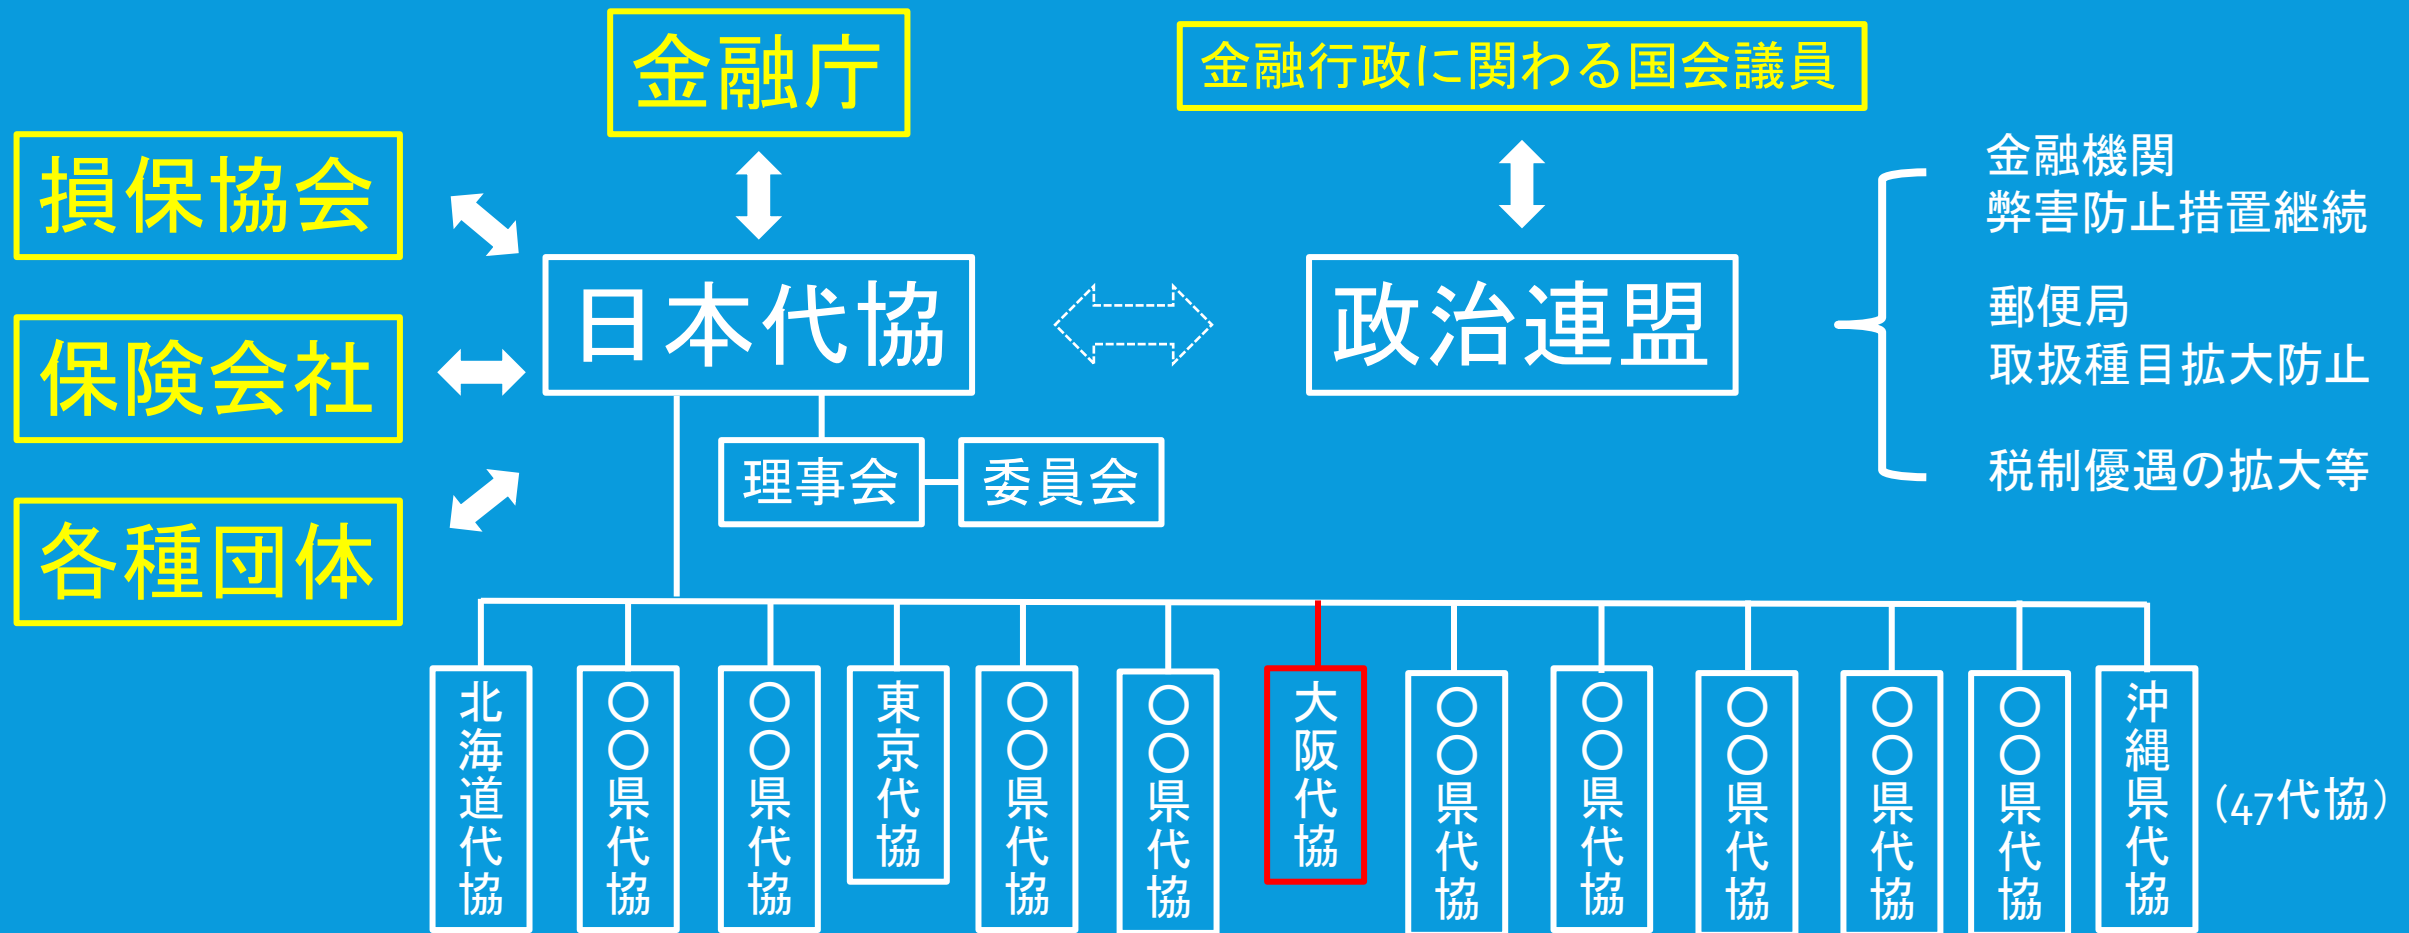 金融庁
金融行政に関わる国会議員
損保協会
保険会社
各種団体
日本代協
政治連盟
金融機関
弊害防止措置継続
郵便局
取扱種目拡大防止
税制優遇の拡大等
理事会
委員会
北海道代協
〇〇県代協
〇〇県代協
東京代協
〇〇県代協
〇〇県代協
大阪代協
〇〇県代協
〇〇県代協
〇〇県代協
〇〇県代協
〇〇県代協
沖縄県代協
（47代協）